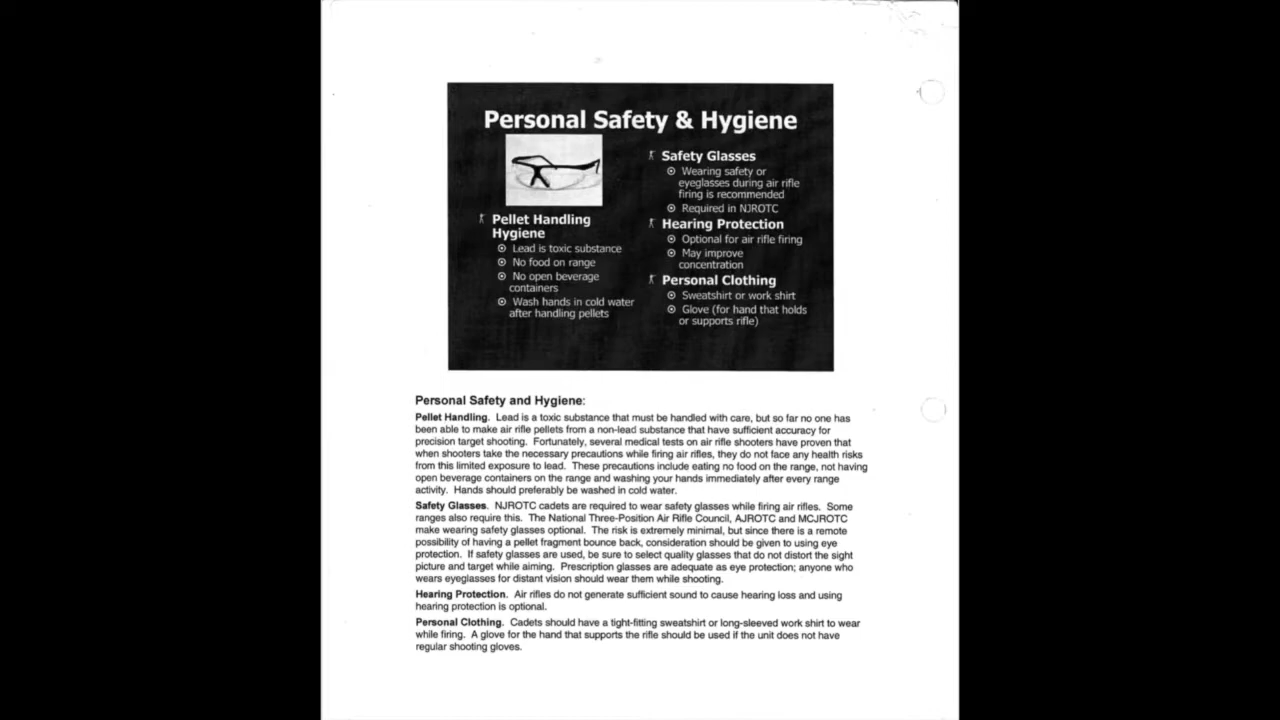 Personal Safety & Hygiene
Pellet Handling
Hygiene
Lead is toxic substance
No food on range
No open beverage
containers
Wash hands in cold water
after handling pellets
Safety Glasses
Wearing safety or
eyeglasses during air rifle
firing is recommended
Required in NJROTC
Hearing Protection
Optional for air rifle firing
May improve
concentration
Personal Clothing
Sweatshirt or work shirt
Glove (for hand that holds
or supports rifle)
Personal Safety and Hygiene:
Pellet Handling. Lead is a toxic substance that must be handled with care, but so far no one has
been able to make air rifle pellets from a non-lead substance that have sufficient accuracy for
precision target shooting. Fortunately, several medical tests on air rifle shooters have proven that
when shooters take the necessary precautions while firing air rifles, they do not face any health risks
from this limited exposure to lead. These precautions include eating no food on the range, not having
open beverage containers on the range and washing your hands immediately after every range
activity. Hands should preferably be washed in cold water.
Safety Glasses. NJROTC cadets are required to wear safety glasses while firing air rifles. Some
ranges also require this. The National Three-Position Air Rifle Council, AJROTC and MCJROTC
make wearing safety glasses optional. The risk is extremely minimal, but since there is a remote
possibility of having a pellet fragment bounce back, consideration should be given to using eye
protection. If safety glasses are used, be sure to select quality glasses that do not distort the sight
picture and target while aiming. Prescription glasses are adequate as eye protection; anyone who
wears eyeglasses for distant vision should wear them while shooting.
Hearing Protection. Air rifles do not generate sufficient sound to cause hearing loss and using
hearing protection is optional.
Personal Clothing. Cadets should have a tight-fitting sweatshirt or long-sleeved work shirt to wear
while firing. A glove for the hand that supports the rifle should be used if the unit does not have
regular shooting gloves.